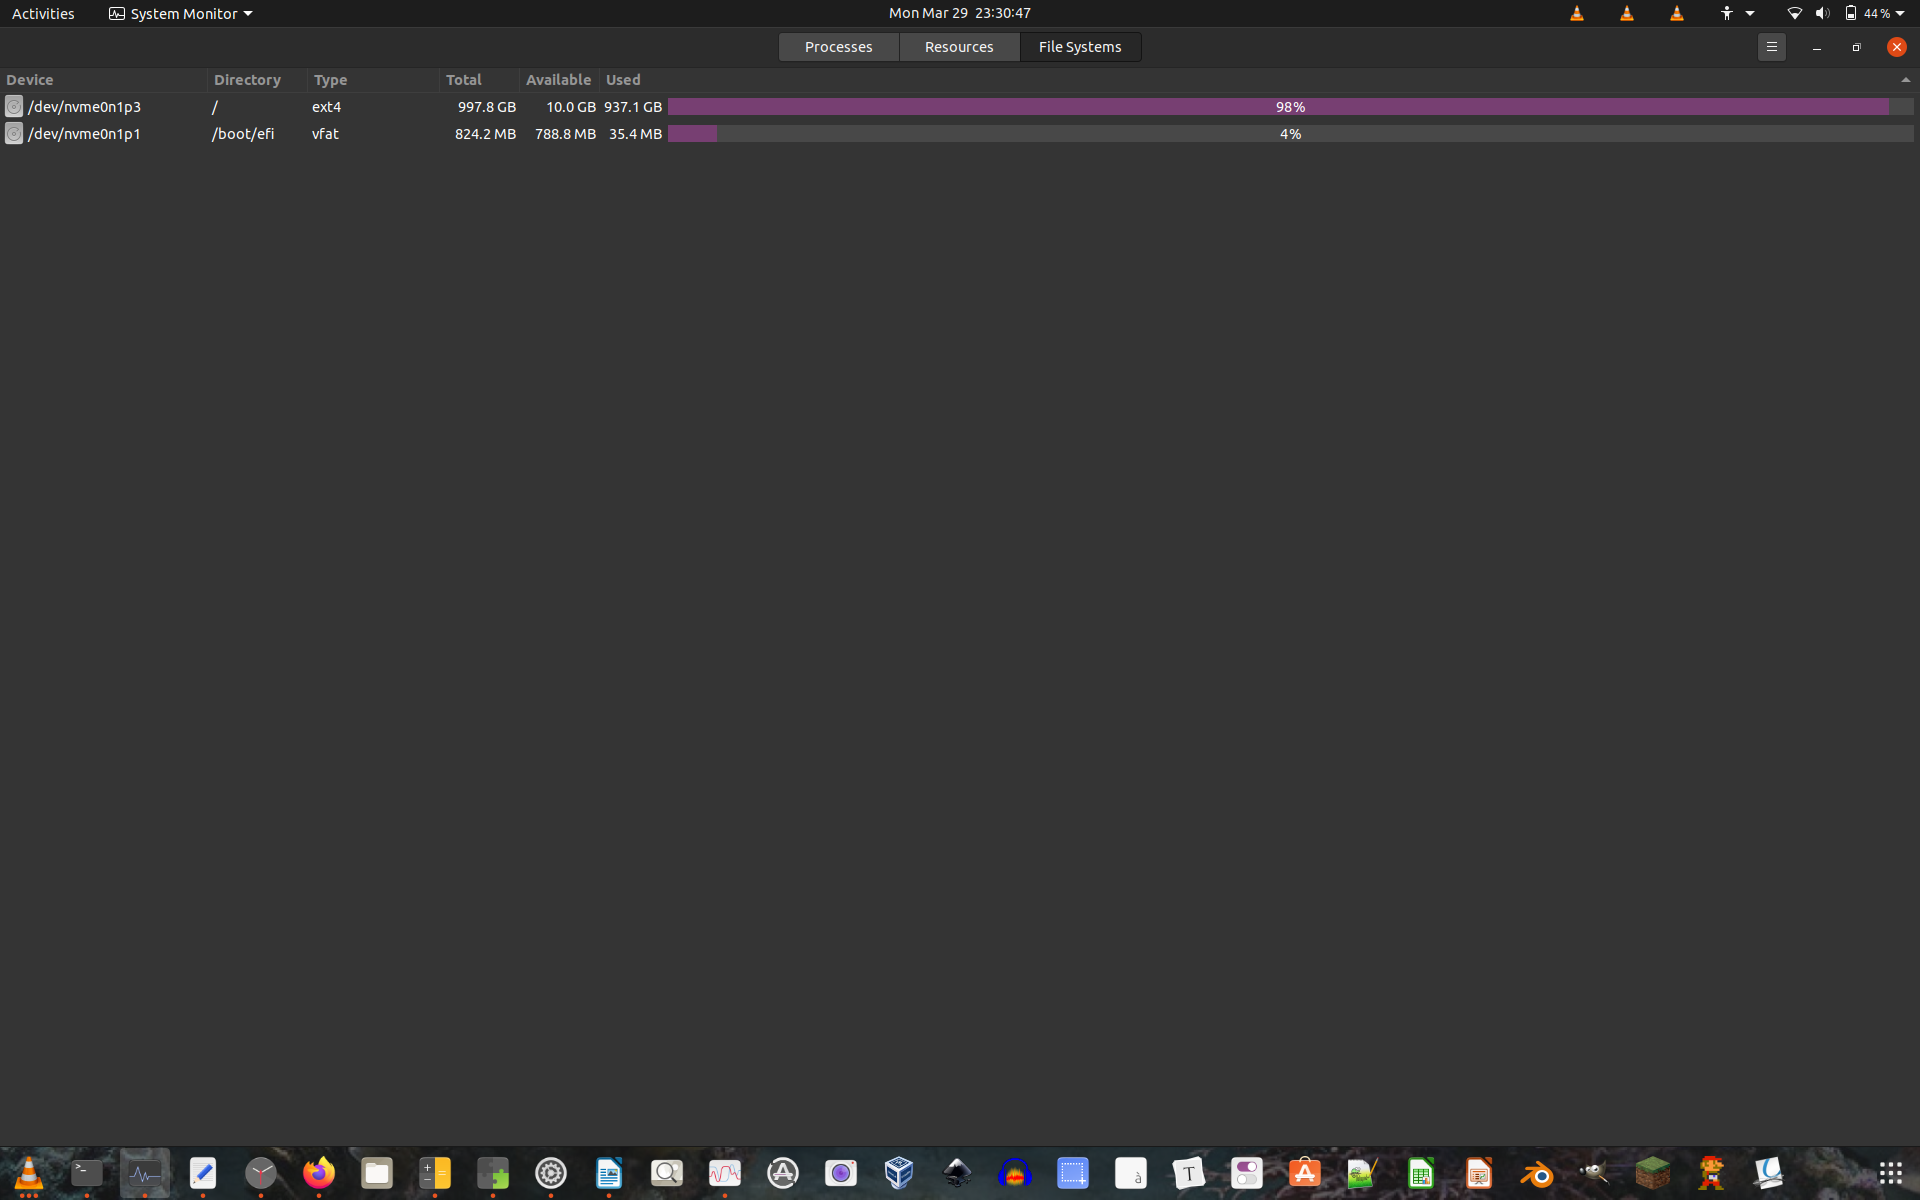 Activities System Monitor Mon Mar 29 23:30:47 44 %
Processes Resources File Systems
Device Directory Type Total Available Used
/dev/nvme0n1p3 / ext4 997.8 GB 10.0 GB 937.1 GB 98%
/dev/nvme0n1p1 /boot/efi vfat 824.2 MB 788.8 MB 35.4 MB 4%